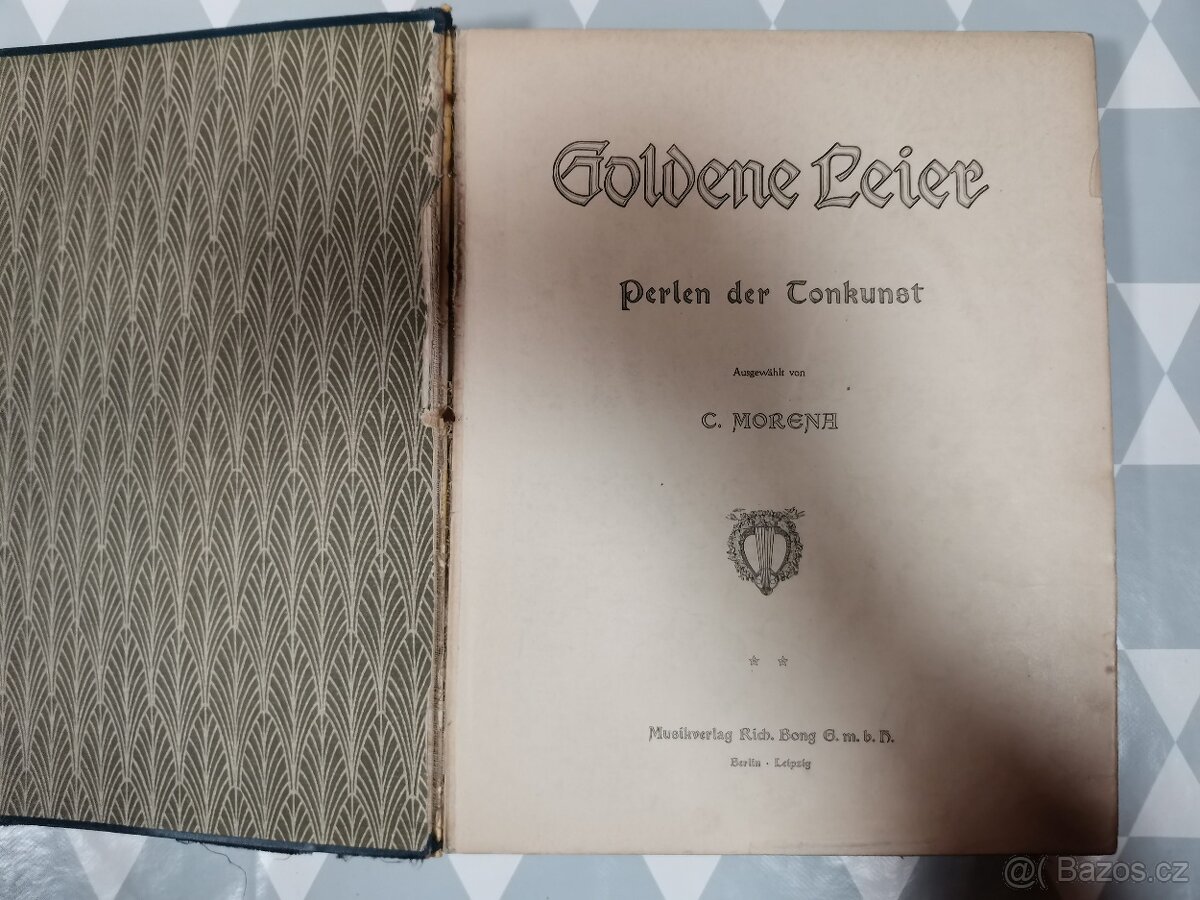 Goldene Leier
Perlen der Tonkunst
Ausgewählt von
C. MORENA
Musikverlag Rich. Bong G. m. b. H.
Berlin · Leipzig
@( Bazos.cz